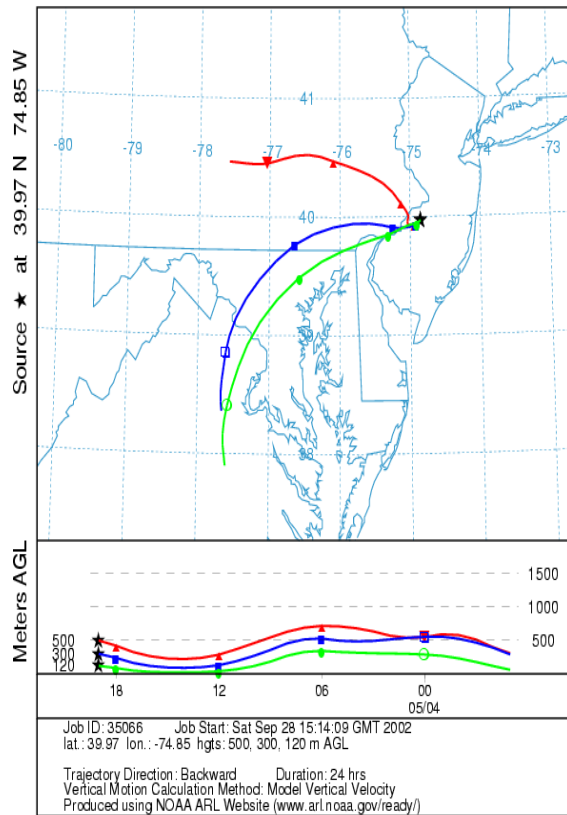 Source ★ at 39.97 N 74.85 W
41
-80 -79 -78 -77 -76 -75 -74 -73
40
39
38
Meters AGL
1500
1000
500 500
300
120
18 12 06 00
05/04
Job ID: 35066 Job Start: Sat Sep 28 15:14:09 GMT 2002
lat.: 39.97 lon.: -74.85 hgts: 500, 300, 120 m AGL
Trajectory Direction: Backward Duration: 24 hrs
Vertical Motion Calculation Method: Model Vertical Velocity
Produced using NOAA ARL Website (www.arl.noaa.gov/ready/)